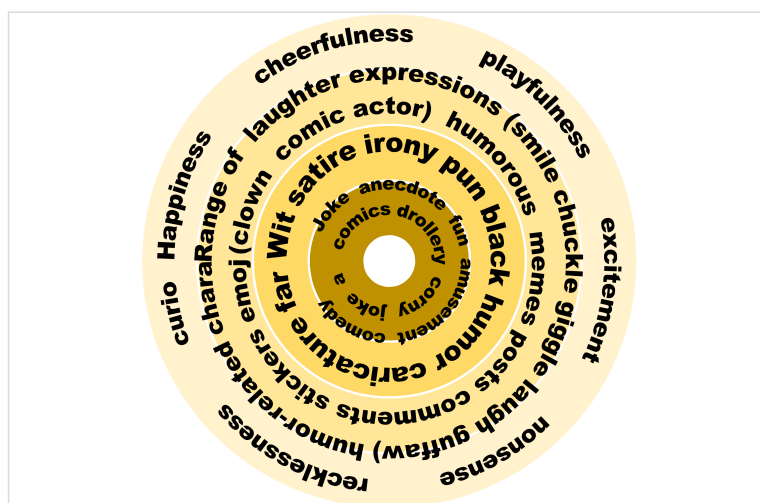 cheerfulness
playfulness
excitement
nonsense
recklessness
curio
Happiness
Range of laughter expressions (smile chuckle giggle laugh guffaw) humor-related chara
(clown comic actor) humorous memes posts comments stickers emoj
Wit satire irony pun black humor caricature far
Joke anecdote fun amusement comedy
comics drollery corny joke a